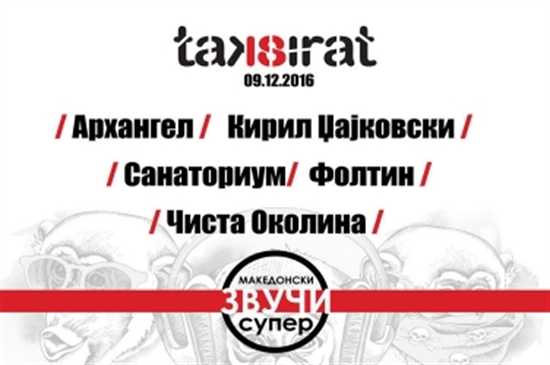 takSirat
09.12.2016
/ Архангел / Кирил Џајковски /
/ Санаториум / Фолтин /
/ Чиста Околина /
МАКЕДОНСКИ
ЗВУЧИ
супер